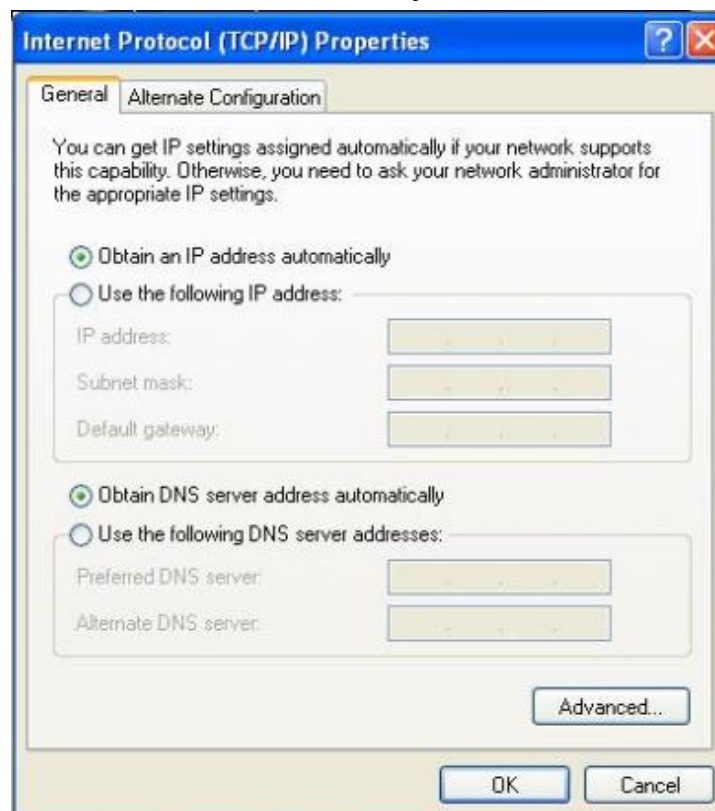 Internet Protocol (TCP/IP) Properties
General
Alternate Configuration
You can get IP settings assigned automatically if your network supports
this capability. Otherwise, you need to ask your network administrator for
the appropriate IP settings.
Obtain an IP address automatically
Use the following IP address:
IP address:
Subnet mask:
Default gateway:
Obtain DNS server address automatically
Use the following DNS server addresses:
Preferred DNS server:
Alternate DNS server:
Advanced...
OK
Cancel